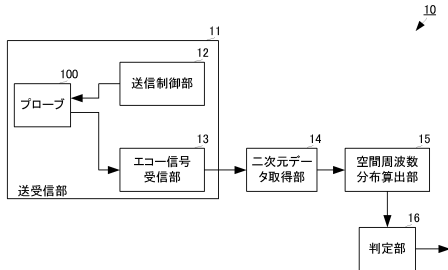 10
11
12
送信制御部
100
プローブ
13
エコー信号
受信部
送受信部
14
二次元デー
タ取得部
15
空間周波数
分布算出部
16
判定部